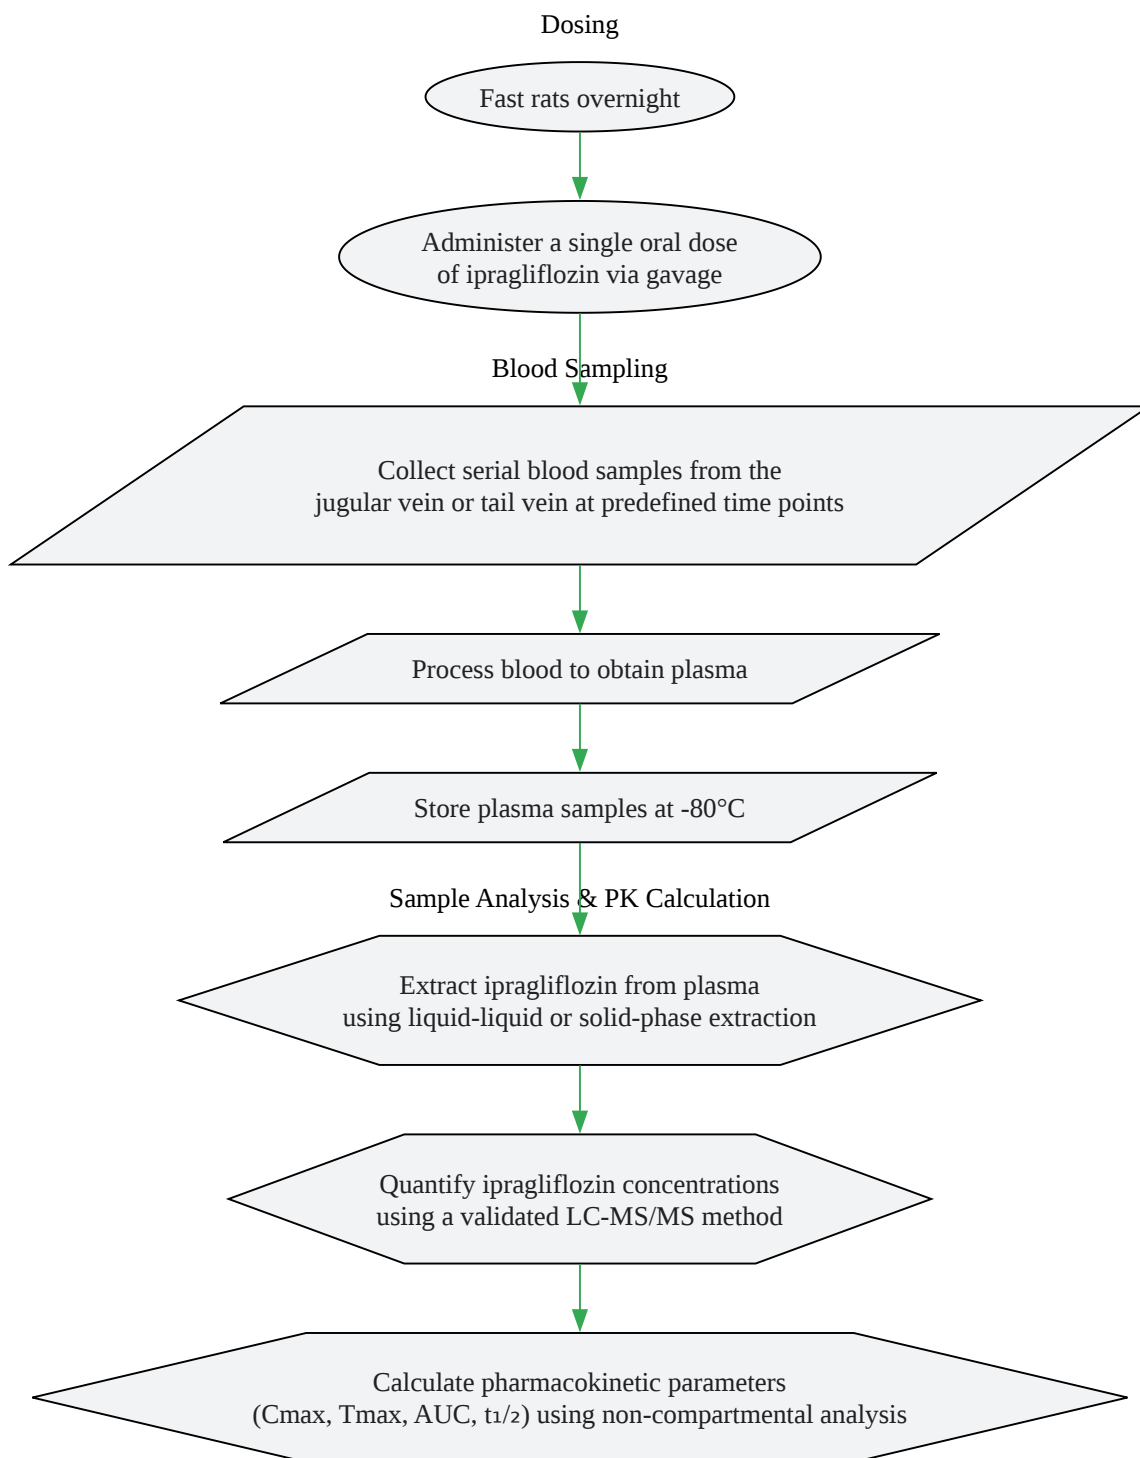 Dosing
Fast rats overnight
Administer a single oral dose
of ipragliflozin via gavage
Blood Sampling
Collect serial blood samples from the
jugular vein or tail vein at predefined time points
Process blood to obtain plasma
Store plasma samples at -80°C
Sample Analysis & PK Calculation
Extract ipragliflozin from plasma
using liquid-liquid or solid-phase extraction
Quantify ipragliflozin concentrations
using a validated LC-MS/MS method
Calculate pharmacokinetic parameters
(Cmax, Tmax, AUC, t₁/₂) using non-compartmental analysis